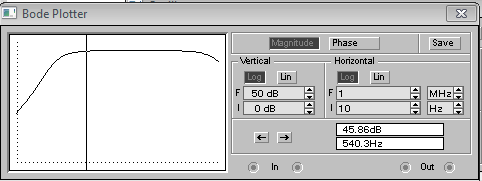 Bode Plotter
Magnitude Phase Save
Vertical Horizontal
Log Lin Log Lin
F 50 dB F 1 MHz
I 0 dB I 10 Hz
45.86dB
← → 540.3Hz
In Out